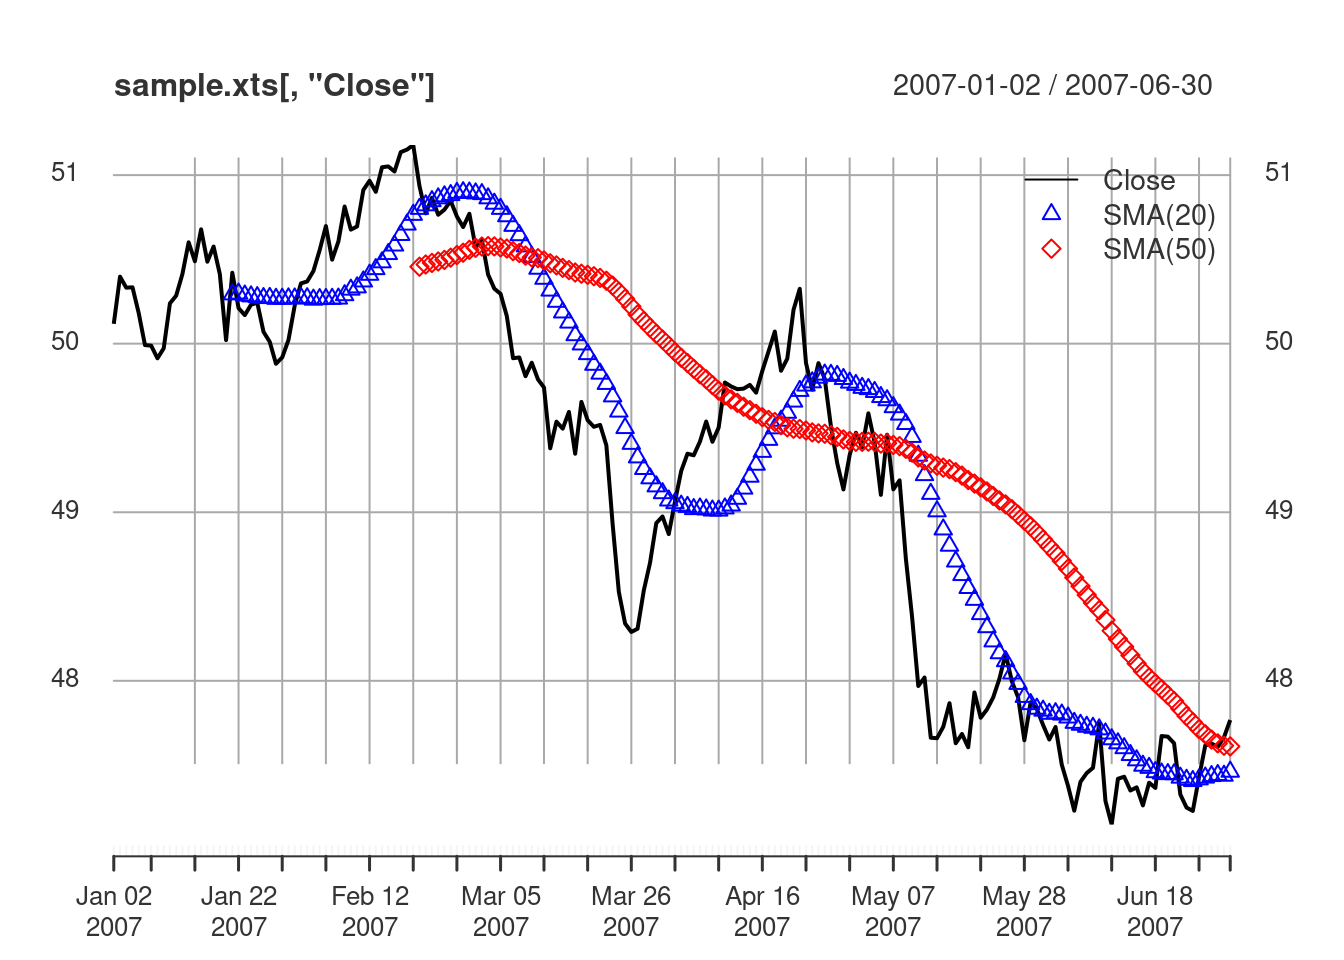 sample.xts[, "Close"]
2007-01-02 / 2007-06-30
51
50
49
48
51
50
49
48
Close
SMA(20)
SMA(50)
Jan 02
2007
Jan 22
2007
Feb 12
2007
Mar 05
2007
Mar 26
2007
Apr 16
2007
May 07
2007
May 28
2007
Jun 18
2007